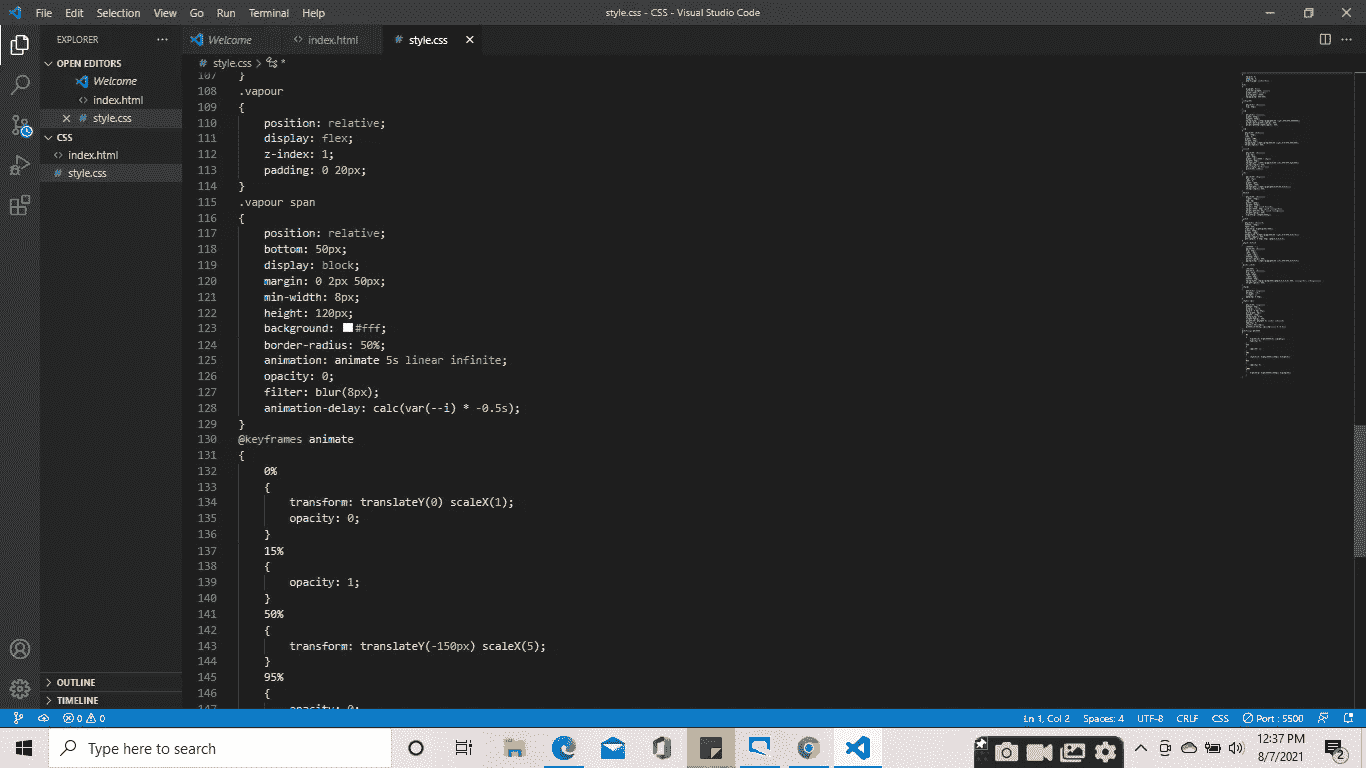 File Edit Selection View Go Run Terminal Help
style.css - CSS - Visual Studio Code
EXPLORER
Welcome
index.html
# style.css
OPEN EDITORS
Welcome
index.html
# style.css
CSS
index.html
# style.css
OUTLINE
TIMELINE
# style.css > *
107 }
108 .vapour
109 {
110 position: relative;
111 display: flex;
112 z-index: 1;
113 padding: 0 20px;
114 }
115 .vapour span
116 {
117 position: relative;
118 bottom: 50px;
119 display: block;
120 margin: 0 2px 50px;
121 min-width: 8px;
122 height: 120px;
123 background: #fff;
124 border-radius: 50%;
125 animation: animate 5s linear infinite;
126 opacity: 0;
127 filter: blur(8px);
128 animation-delay: calc(var(--i) * -0.5s);
129 }
130 @keyframes animate
131 {
132 0%
133 {
134 transform: translateY(0) scaleX(1);
135 opacity: 0;
136 }
137 15%
138 {
139 opacity: 1;
140 }
141 50%
142 {
143 transform: translateY(-150px) scaleX(5);
144 }
145 95%
146 {
147 opacity: 0;
0 0
Ln 1, Col 2 Spaces: 4 UTF-8 CRLF CSS Port : 5500
Type here to search
12:37 PM
8/7/2021
2